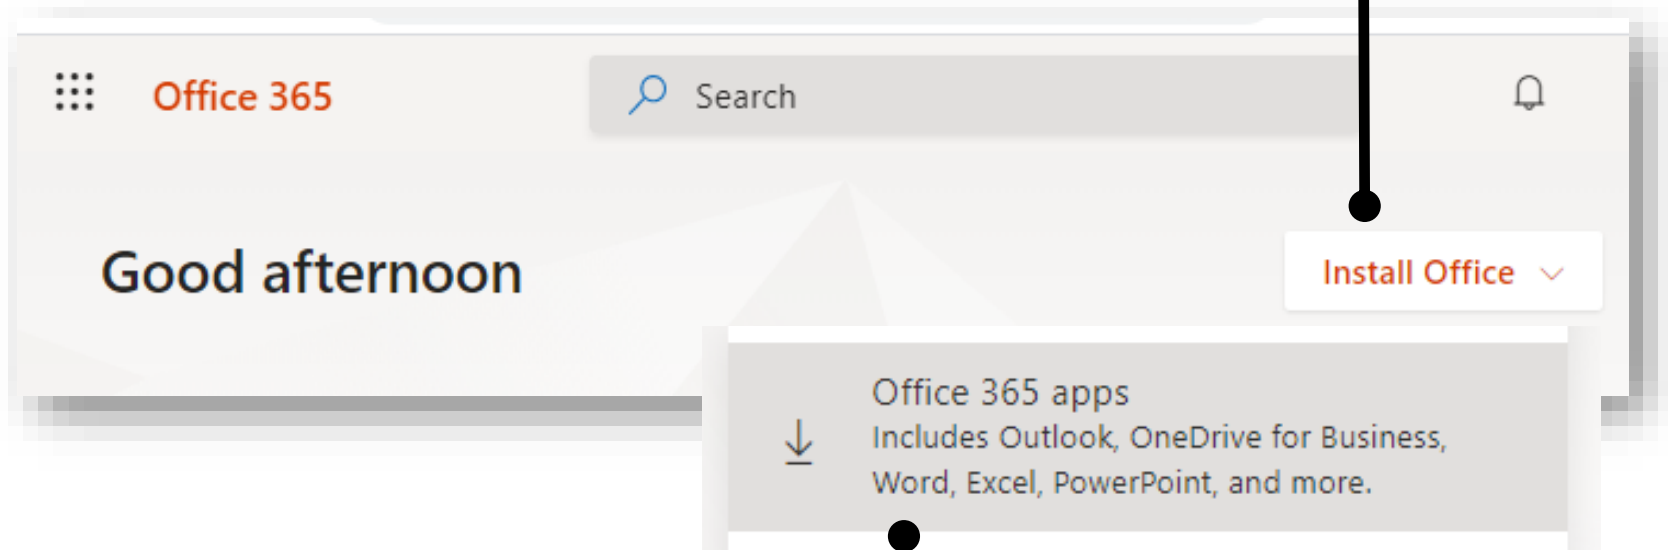 Office 365
Search
Good afternoon
Install Office
Office 365 apps
Includes Outlook, OneDrive for Business,
Word, Excel, PowerPoint, and more.